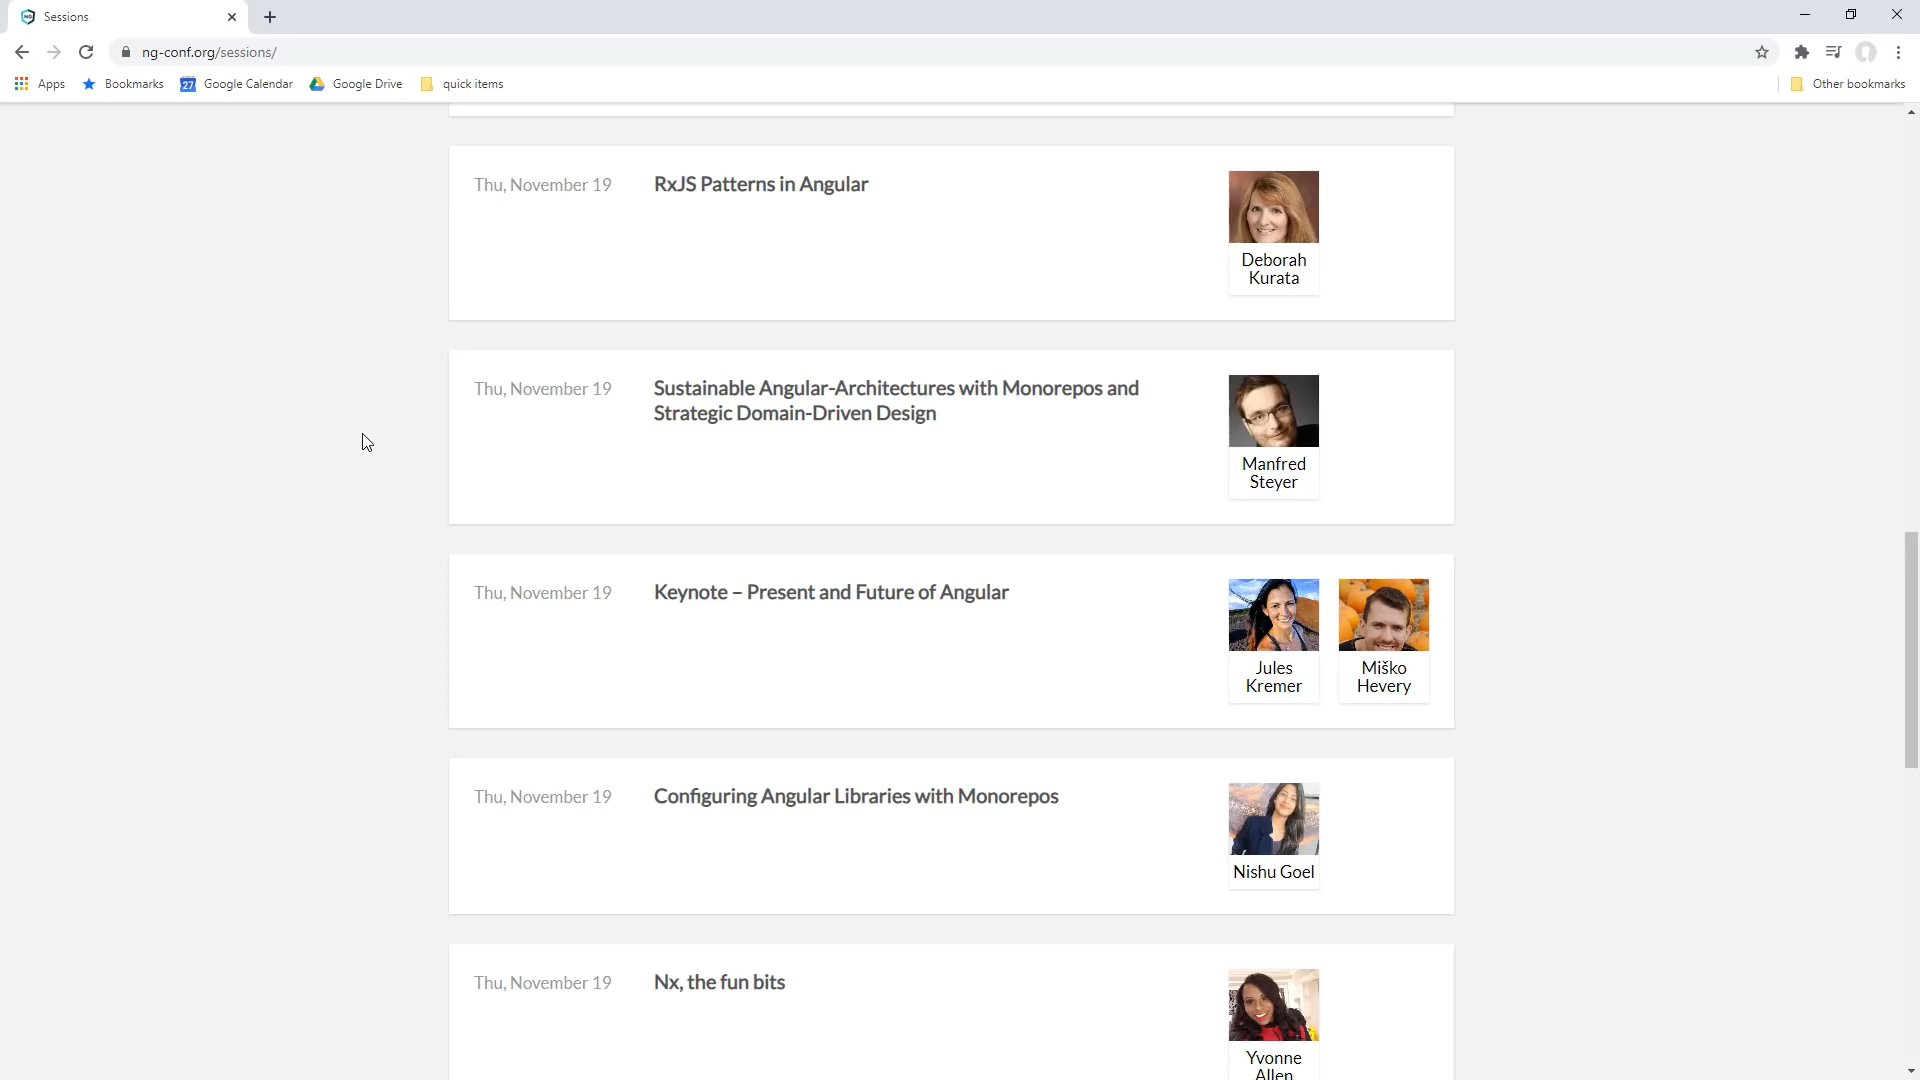 Sessions
ng-conf.org/sessions/
Apps
Bookmarks
27
Google Calendar
Google Drive
quick items
Other bookmarks
Thu, November 19
RxJS Patterns in Angular
Deborah
Kurata
Thu, November 19
Sustainable Angular-Architectures with Monorepos and
Strategic Domain-Driven Design
Manfred
Steyer
Thu, November 19
Keynote – Present and Future of Angular
Jules
Kremer
Miško
Hevery
Thu, November 19
Configuring Angular Libraries with Monorepos
Nishu Goel
Thu, November 19
Nx, the fun bits
Yvonne
Allen